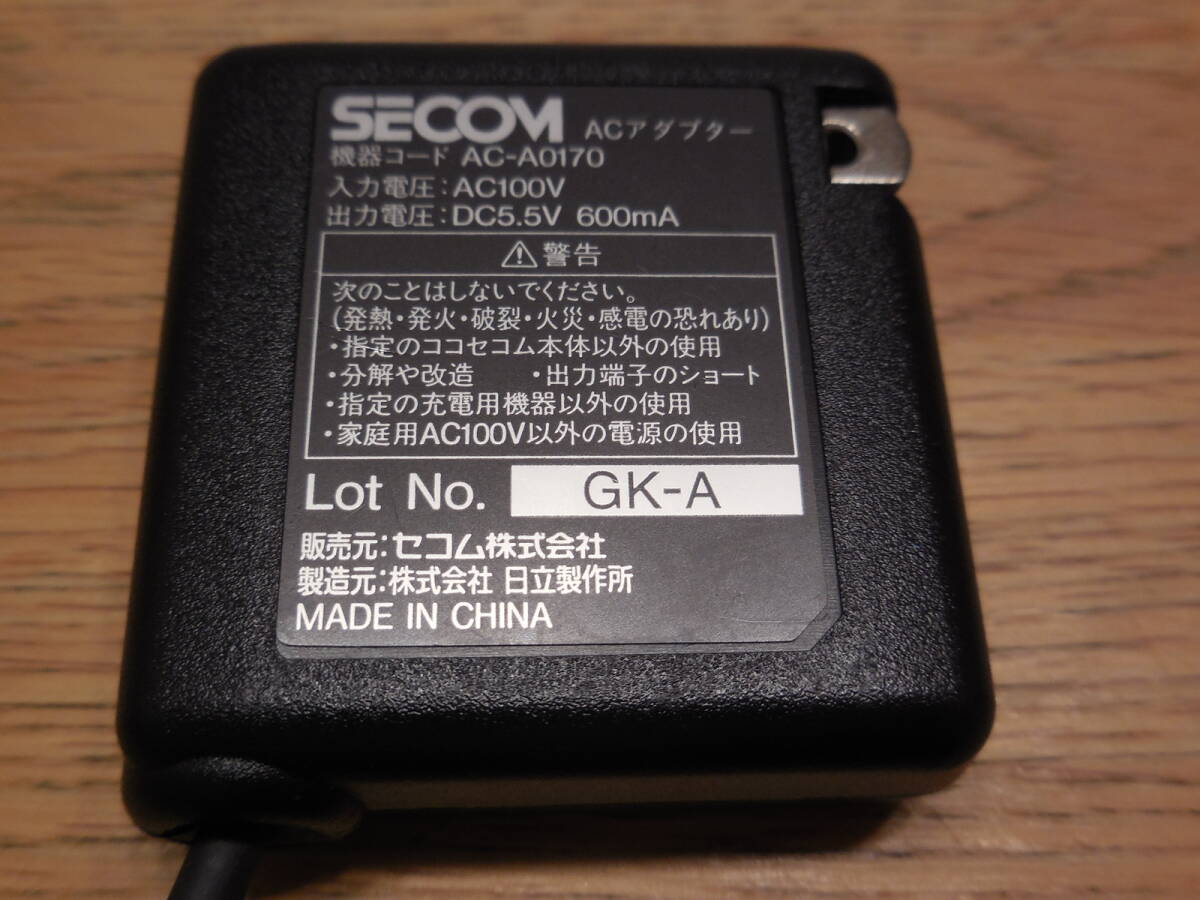 SECOM ACアダプター
機器コード AC-A0170
入力電圧:AC100V
出力電圧:DC5.5V 600mA
⚠警告
次のことはしないでください。
(発熱・発火・破裂・火災・感電の恐れあり)
・指定のココセコム本体以外の使用
・分解や改造 ・出力端子のショート
・指定の充電用機器以外の使用
・家庭用AC100V以外の電源の使用
Lot No. GK-A
販売元:セコム株式会社
製造元:株式会社 日立製作所
MADE IN CHINA